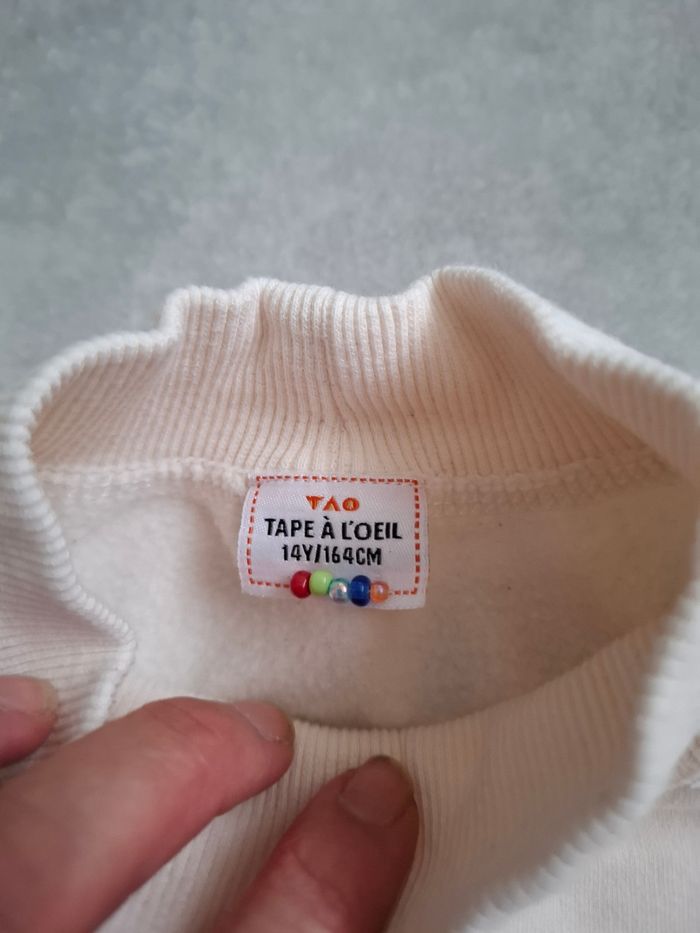 TAO
TAPE À L'OEIL
14Y/164CM